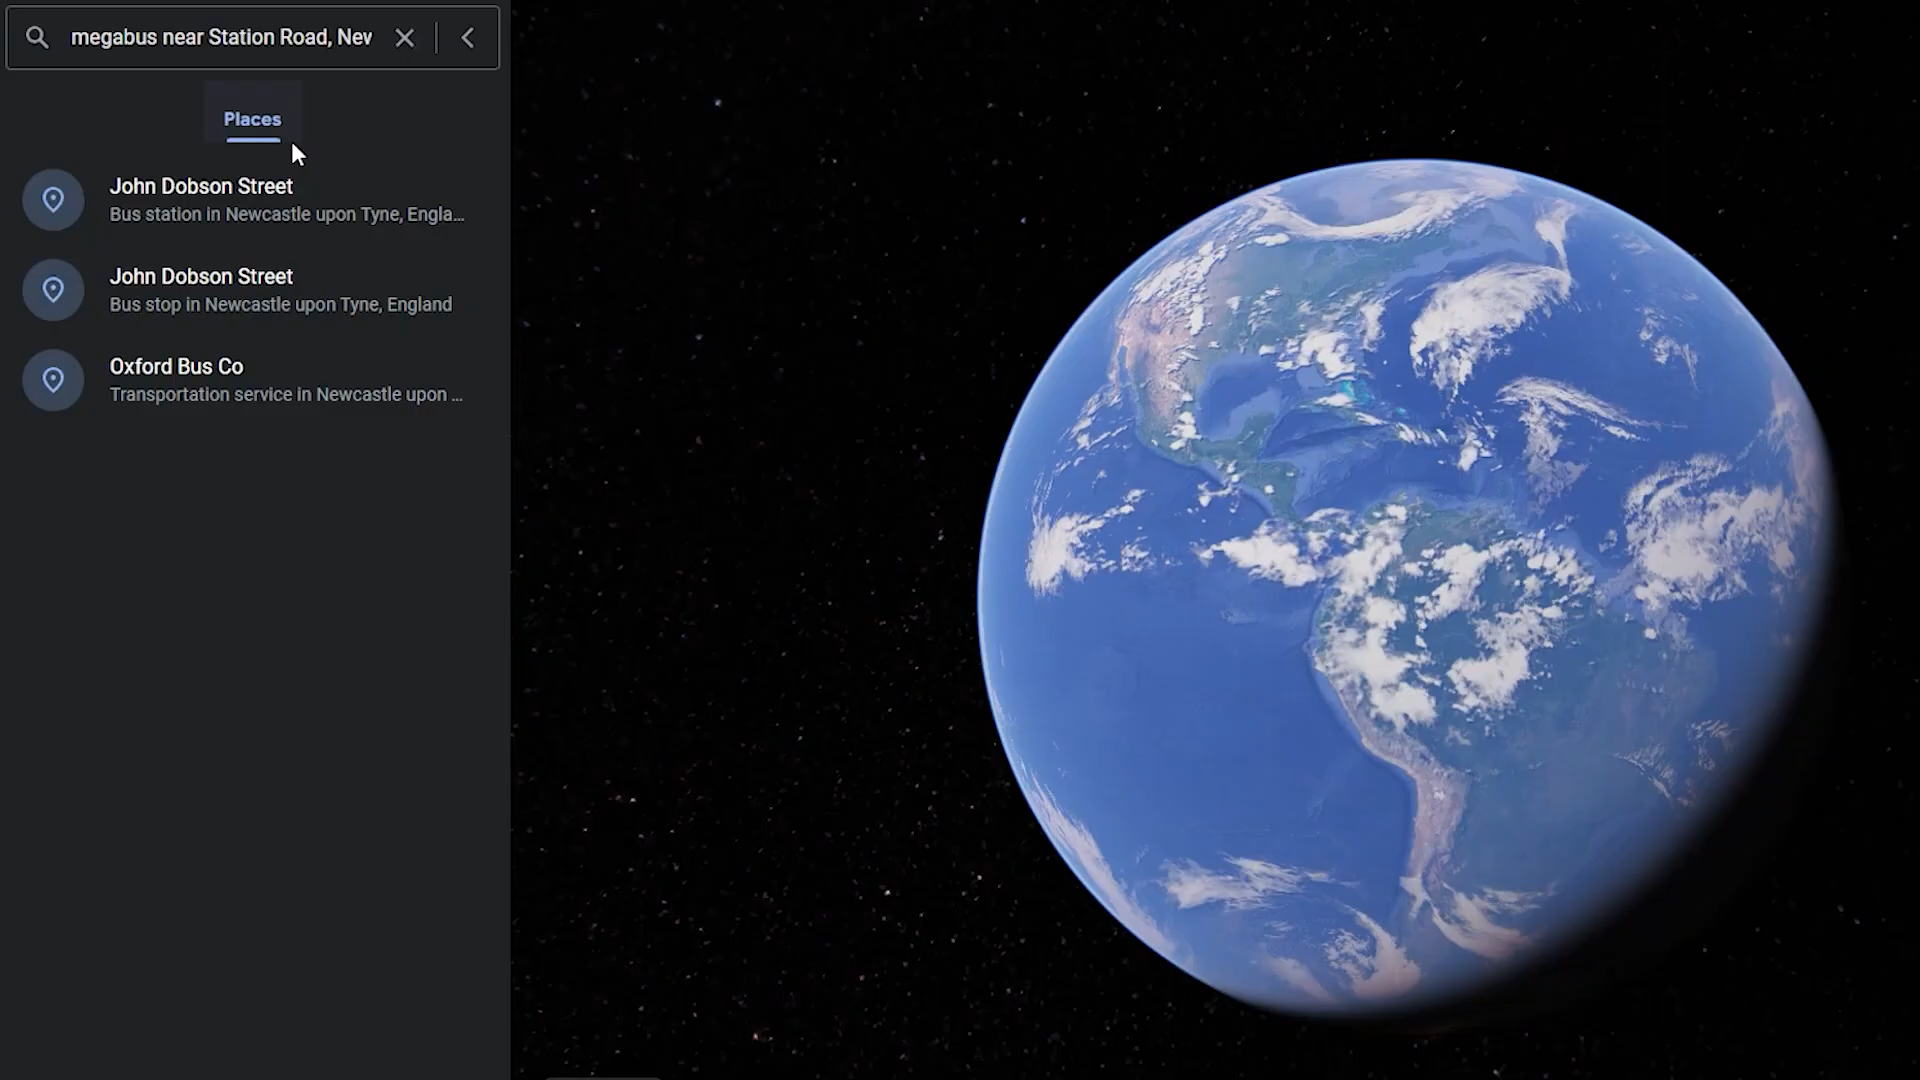 megabus near Station Road, New
Places
John Dobson Street
Bus station in Newcastle upon Tyne, Engla...
John Dobson Street
Bus stop in Newcastle upon Tyne, England
Oxford Bus Co
Transportation service in Newcastle upon ...